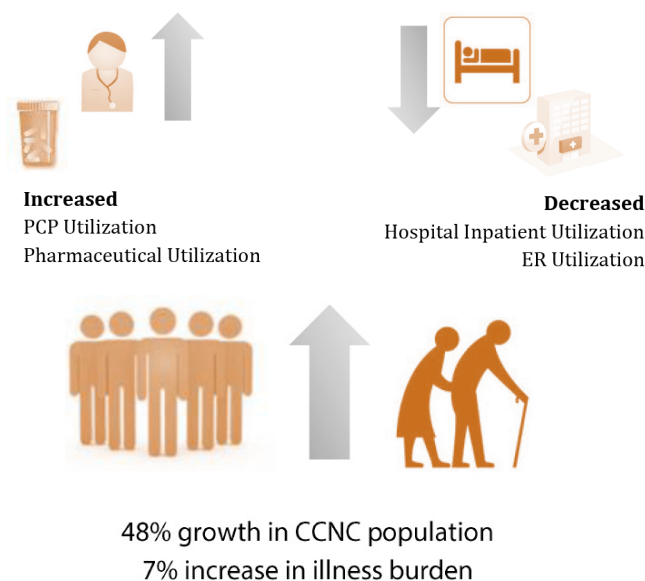 Increased
PCP Utilization
Pharmaceutical Utilization
Decreased
Hospital Inpatient Utilization
ER Utilization
48% growth in CCNC population
7% increase in illness burden